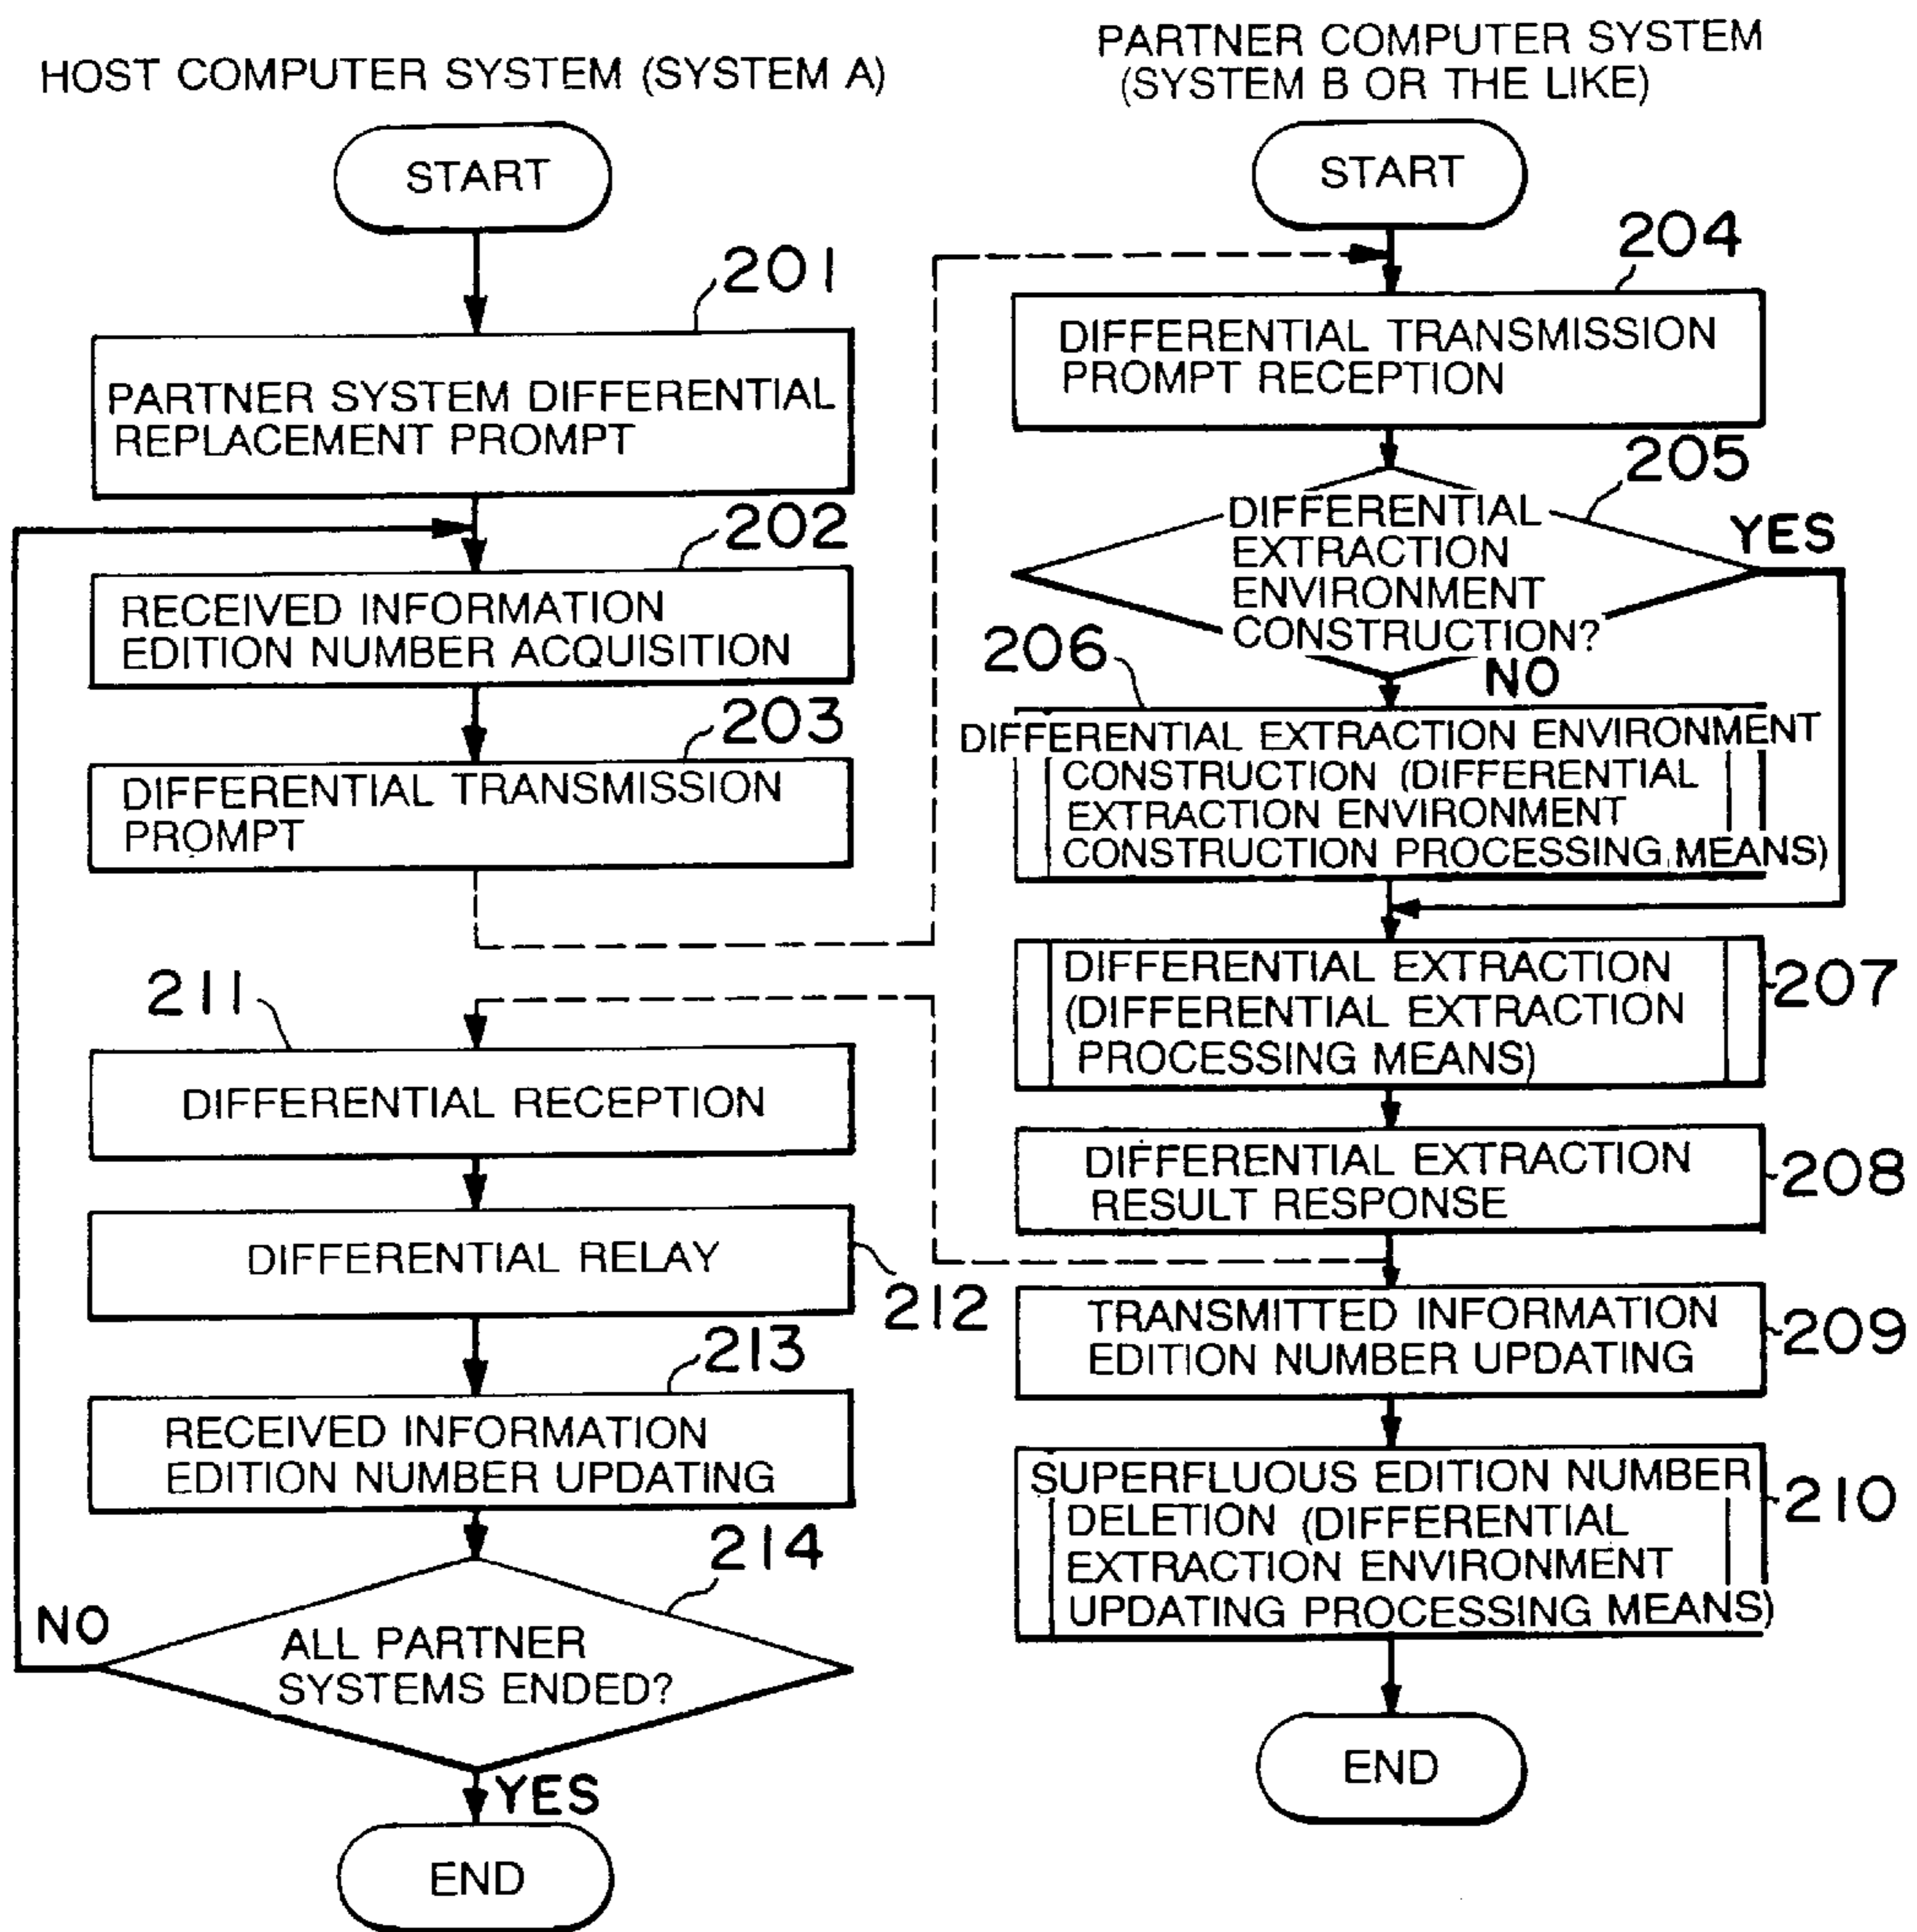 HOST COMPUTER SYSTEM (SYSTEM A)
START
201
PARTNER SYSTEM DIFFERENTIAL
REPLACEMENT PROMPT
202
RECEIVED INFORMATION
EDITION NUMBER ACQUISITION
203
DIFFERENTIAL TRANSMISSION
PROMPT
211
DIFFERENTIAL RECEPTION
DIFFERENTIAL RELAY
212
213
RECEIVED INFORMATION
EDITION NUMBER UPDATING
214
NO
ALL PARTNER
SYSTEMS ENDED?
YES
END
PARTNER COMPUTER SYSTEM
(SYSTEM B OR THE LIKE)
START
204
DIFFERENTIAL TRANSMISSION
PROMPT RECEPTION
205
DIFFERENTIAL
EXTRACTION
ENVIRONMENT
CONSTRUCTION?
YES
NO
206
DIFFERENTIAL EXTRACTION ENVIRONMENT
CONSTRUCTION (DIFFERENTIAL
EXTRACTION ENVIRONMENT
CONSTRUCTION PROCESSING MEANS)
DIFFERENTIAL EXTRACTION
(DIFFERENTIAL EXTRACTION
PROCESSING MEANS)
207
DIFFERENTIAL EXTRACTION
RESULT RESPONSE
208
TRANSMITTED INFORMATION
EDITION NUMBER UPDATING
209
SUPERFLUOUS EDITION NUMBER
DELETION (DIFFERENTIAL
EXTRACTION ENVIRONMENT
UPDATING PROCESSING MEANS)
210
END